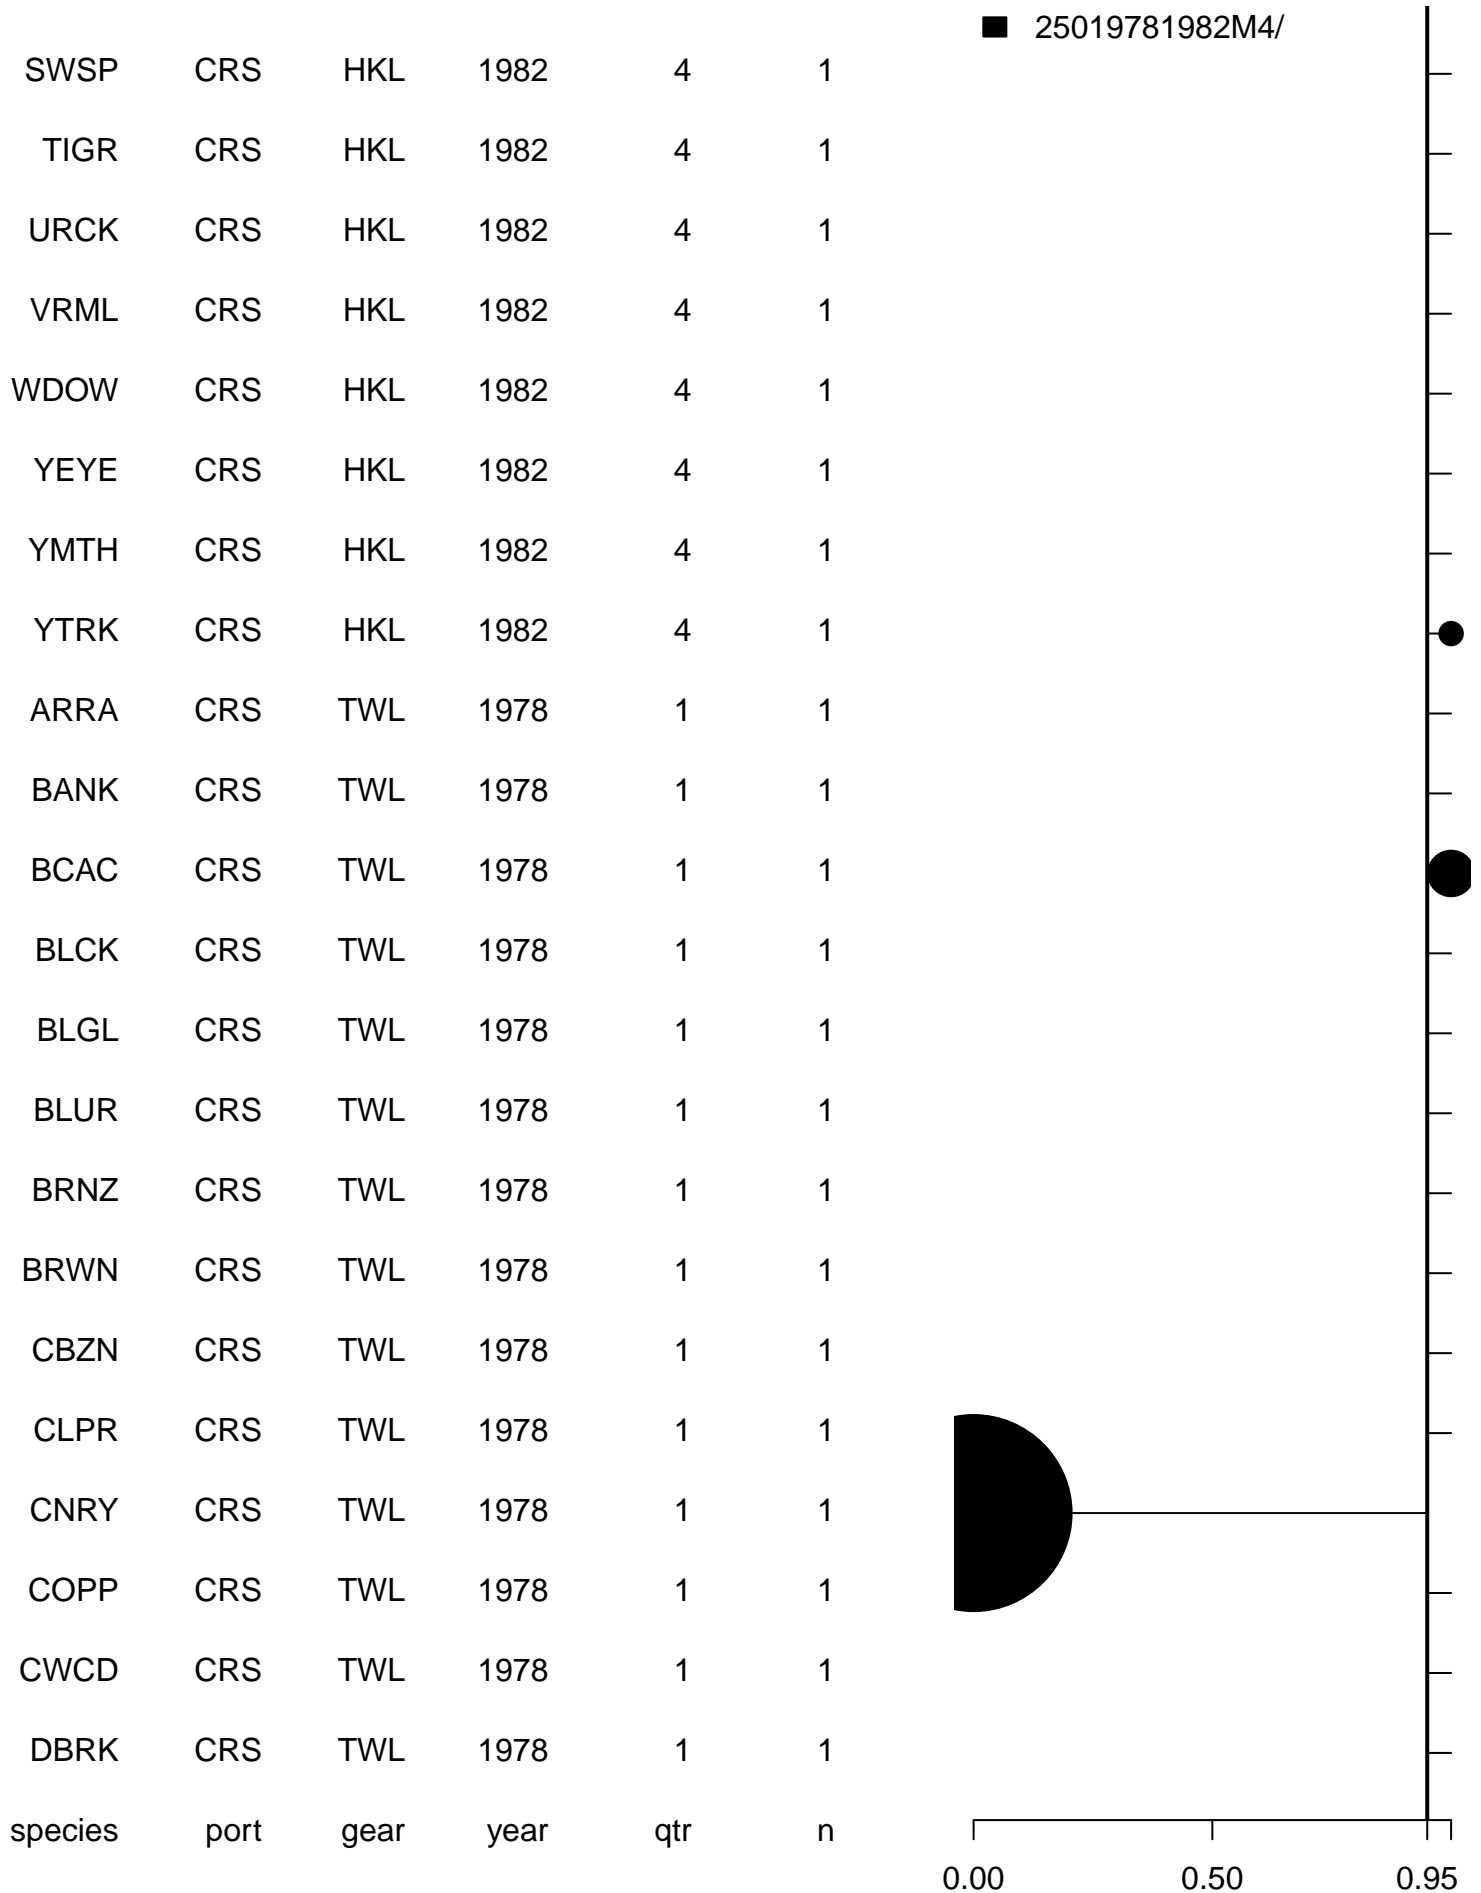 25019781982M4/
SWSP CRS HKL 1982 4 1
TIGR CRS HKL 1982 4 1
URCK CRS HKL 1982 4 1
VRML CRS HKL 1982 4 1
WDOW CRS HKL 1982 4 1
YEYE CRS HKL 1982 4 1
YMTH CRS HKL 1982 4 1
YTRK CRS HKL 1982 4 1
ARRA CRS TWL 1978 1 1
BANK CRS TWL 1978 1 1
BCAC CRS TWL 1978 1 1
BLCK CRS TWL 1978 1 1
BLGL CRS TWL 1978 1 1
BLUR CRS TWL 1978 1 1
BRNZ CRS TWL 1978 1 1
BRWN CRS TWL 1978 1 1
CBZN CRS TWL 1978 1 1
CLPR CRS TWL 1978 1 1
CNRY CRS TWL 1978 1 1
COPP CRS TWL 1978 1 1
CWCD CRS TWL 1978 1 1
DBRK CRS TWL 1978 1 1
species port gear year qtr n
0.00 0.50 0.95